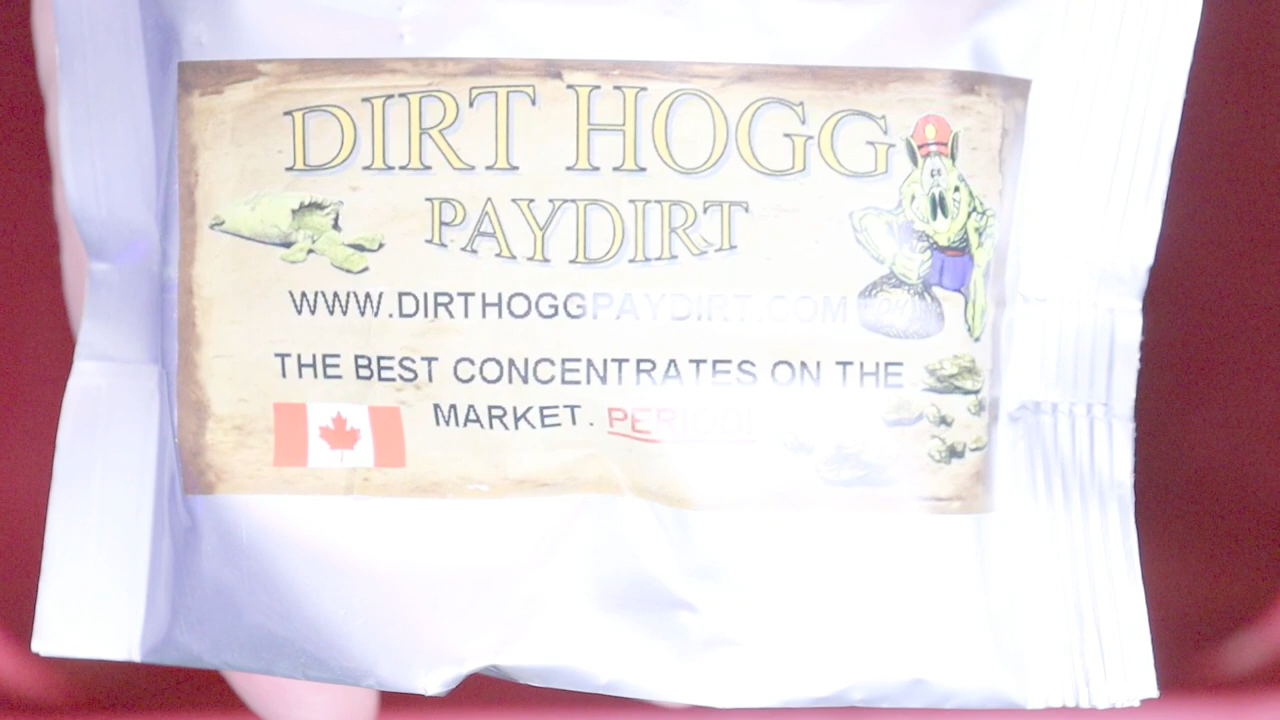 DIRT HOGG
PAYDIRT
WWW.DIRTHOGGPAYDIRT.COM
THE BEST CONCENTRATES ON THE
MARKET. PERIOD!